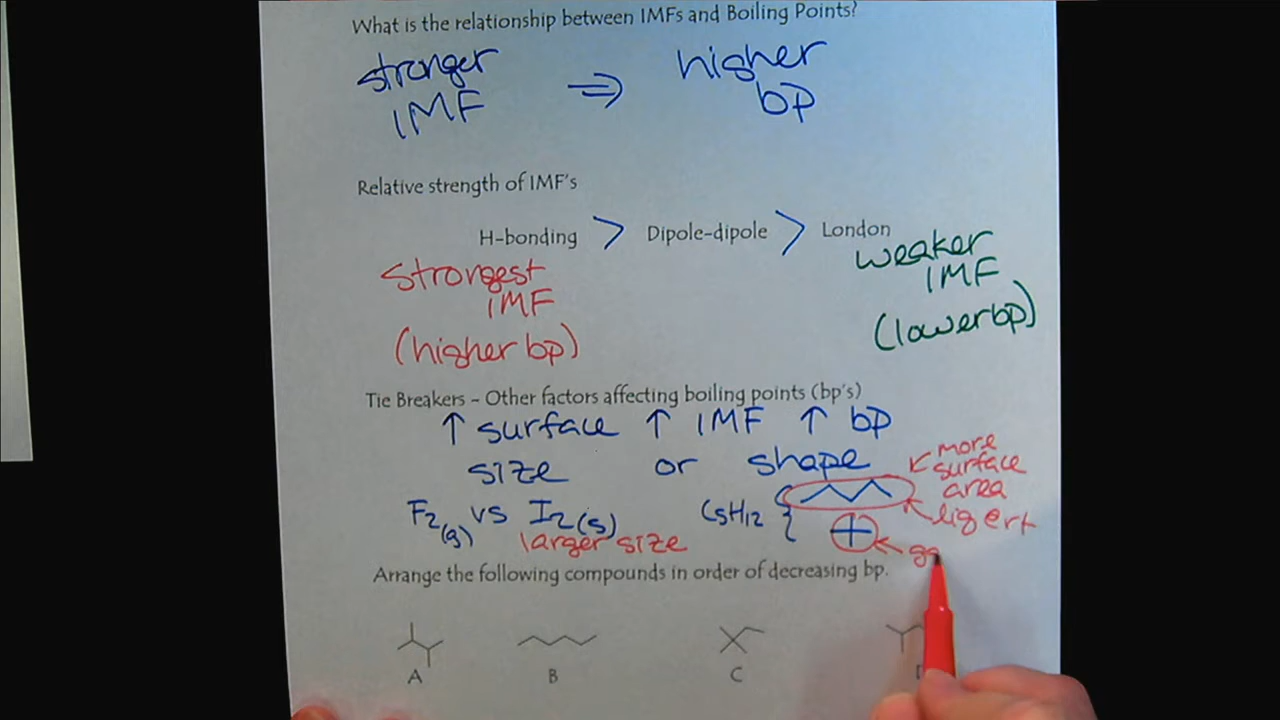 What is the relationship between IMFs and Boiling Points?
stronger IMF ⇒ higher bp
Relative strength of IMF's
H-bonding > Dipole-dipole > London
strongest IMF (higher bp)
weaker IMF (lower bp)
Tie Breakers - Other factors affecting boiling points (bp's)
↑ surface ↑ IMF ↑ bp
size or shape
more surface area
F2(g) vs I2(s)
larger size
C5H12 {
Arrange the following compounds in order of decreasing bp.
A B C